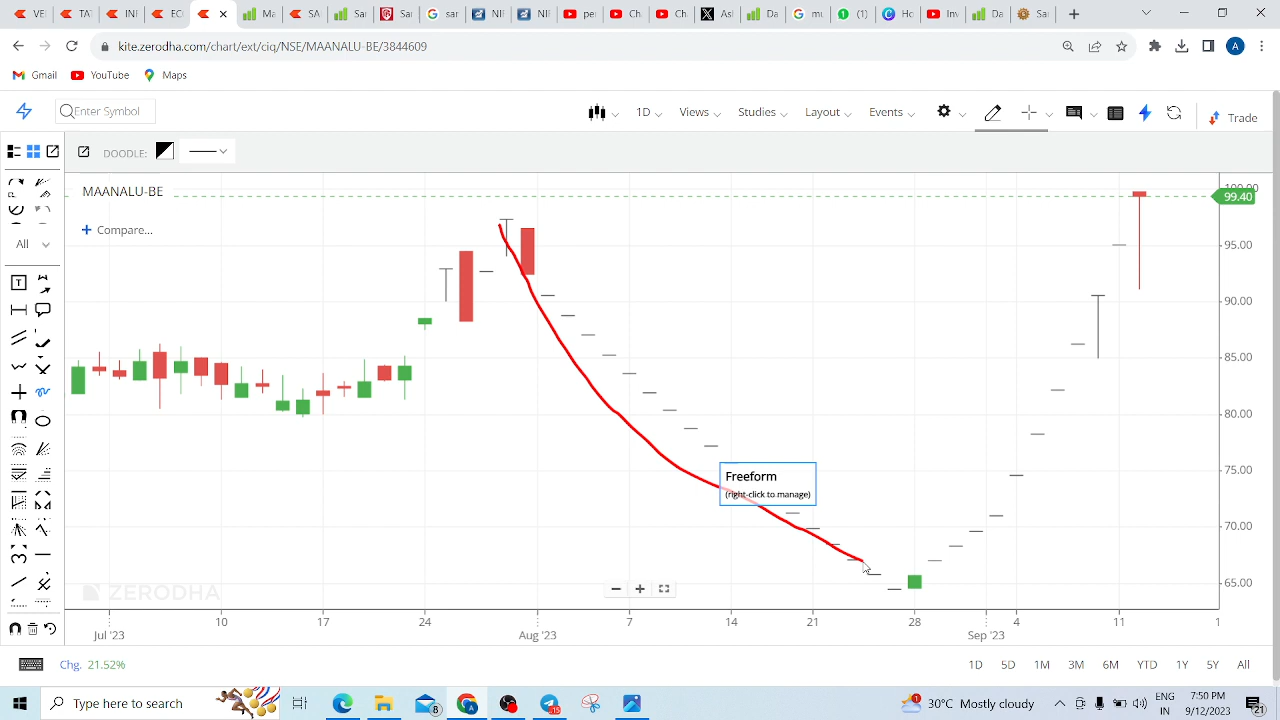 kite.zerodha.com/chart/ext/ciq/NSE/MAANALU-BE/3844609
Gmail YouTube Maps
Enter Symbol 1D Views Studies Layout Events Trade
DOODLE:
MAANALU-BE
Compare...
All
100.00
99.40
95.00
90.00
85.00
80.00
75.00
70.00
65.00
Freeform
(right-click to manage)
ZERODHA
10 17 24 7 14 21 28 4 11 1
Jul '23 Aug '23 Sep '23
Chg. 21.52% 1D 5D 1M 3M 6M YTD 1Y 5Y All
Type here to search 30°C Mostly cloudy ENG IN 7:50 PM 9/12/2023